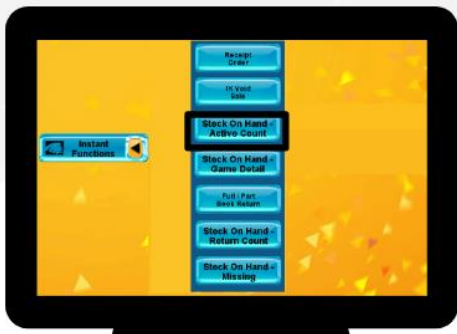 Receipt
Order
IK Void
Sale
Stock On Hand -
Active Count
Instant
Functions
Stock On Hand -
Game Detail
Full / Part
Book Return
Stock On Hand -
Return Count
Stock On Hand -
Missing